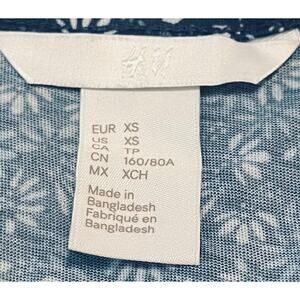 H&M
EUR XS
US XS
CA TP
CN 160/80A
MX XCH
Made in
Bangladesh
Fabriqué en
Bangladesh